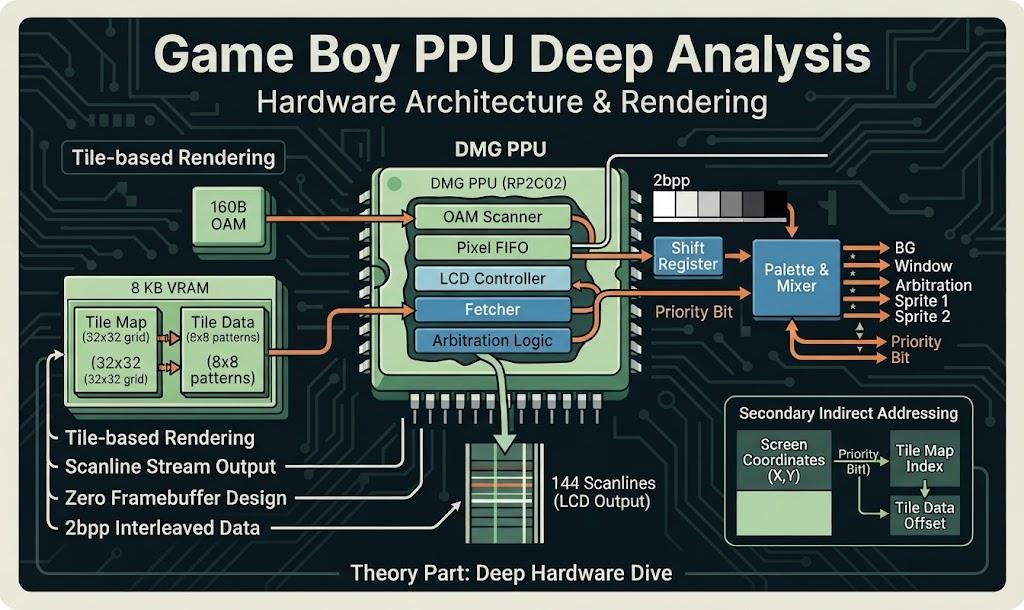 Game Boy PPU Deep Analysis
Hardware Architecture & Rendering
Tile-based Rendering
DMG PPU
160B
OAM
DMG PPU (RP2C02)
OAM Scanner
Pixel FIFO
LCD Controller
Fetcher
Arbitration Logic
2bpp
Shift
Register
Priority Bit
Palette &
Mixer
BG
Window
Arbitration
Sprite 1
Sprite 2
Priority
Bit
8 KB VRAM
Tile Map
(32x32 grid)
(32x32
(32x32 grid)
Tile Data
(8x8 patterns)
(8x8
patterns)
Tile-based Rendering
Scanline Stream Output
Zero Framebuffer Design
2bpp Interleaved Data
144 Scanlines
(LCD Output)
Secondary Indirect Addressing
Screen
Coordinates
(X,Y)
Priority
Bit)
Tile Map
Index
Tile Data
Offset
Theory Part: Deep Hardware Dive